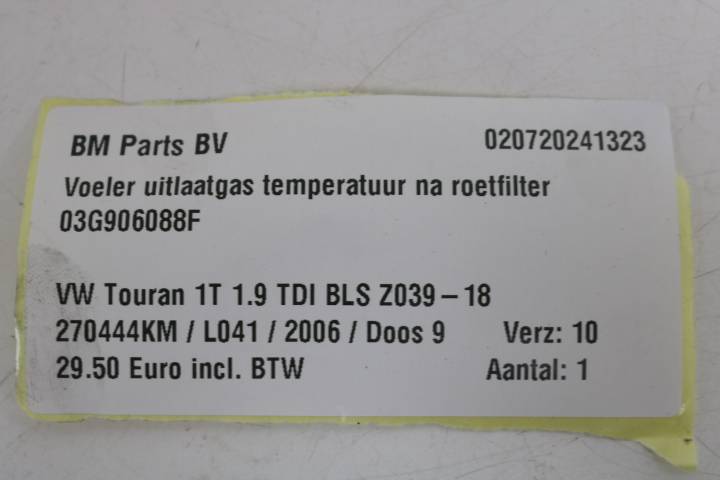 BM Parts BV 020720241323
Voeler uitlaatgas temperatuur na roetfilter
03G906088F
VW Touran 1T 1.9 TDI BLS Z039-18
270444KM / L041 / 2006 / Doos 9 Verz: 10
29.50 Euro incl. BTW Aantal: 1